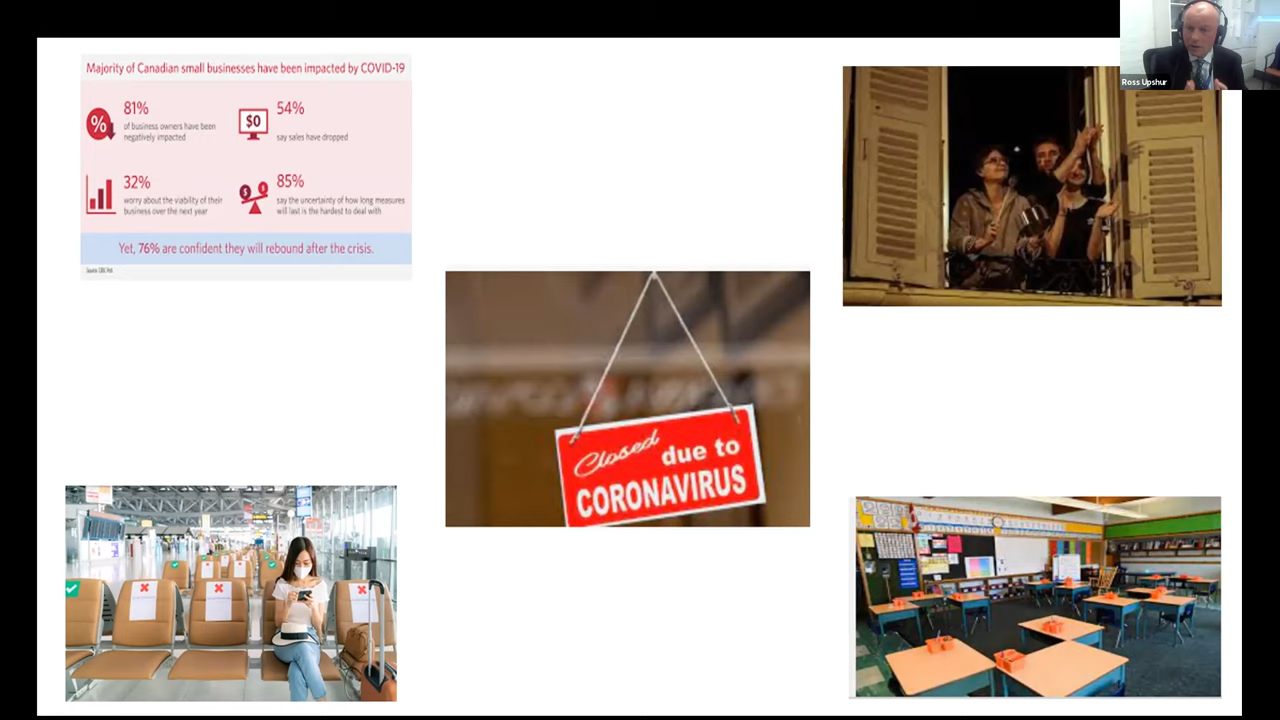 Majority of Canadian small businesses have been impacted by COVID-19
81%
of business owners have been
negatively impacted
$0
54%
say sales have dropped
32%
worry about the viability of their
business over the next year
85%
say the uncertainty of how long measures
will last is the hardest to deal with
Yet, 76% are confident they will rebound after the crisis.
Ross Upshur
Closed due to
CORONAVIRUS